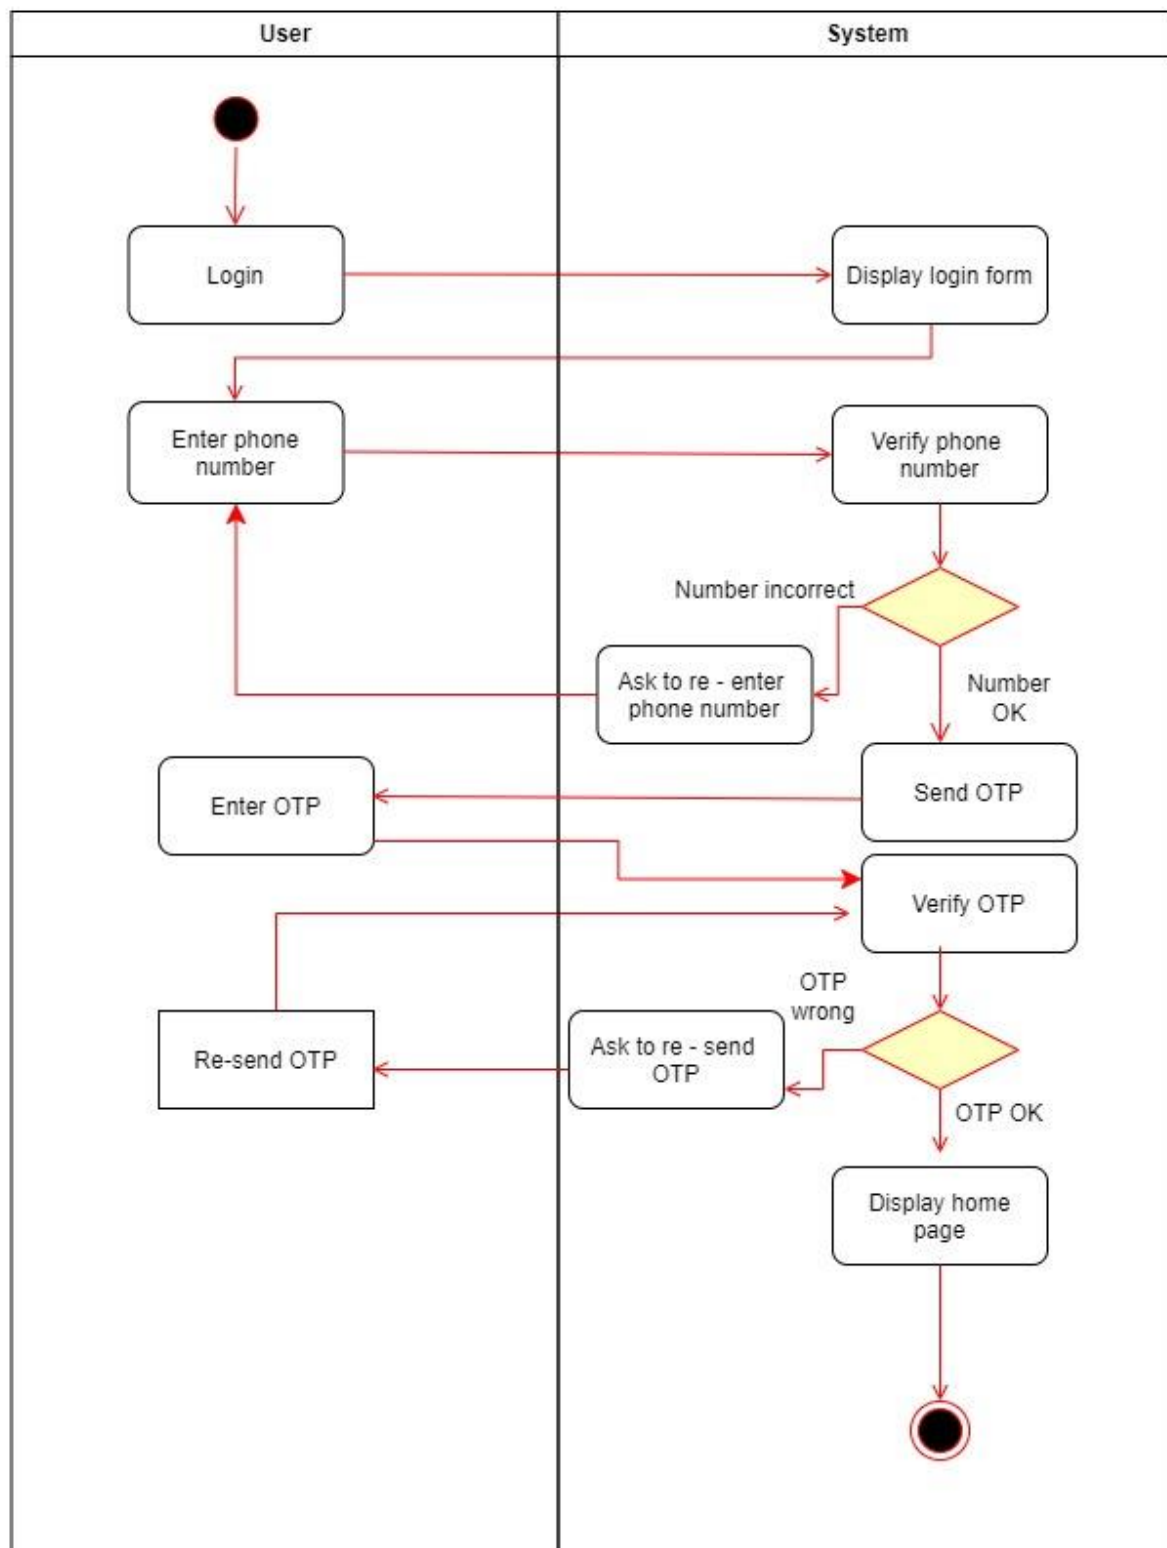 User
System
Login
Display login form
Enter phone
number
Verify phone
number
Number incorrect
Ask to re - enter
phone number
Number
OK
Enter OTP
Send OTP
Verify OTP
OTP
wrong
Re-send OTP
Ask to re - send
OTP
OTP OK
Display home
page